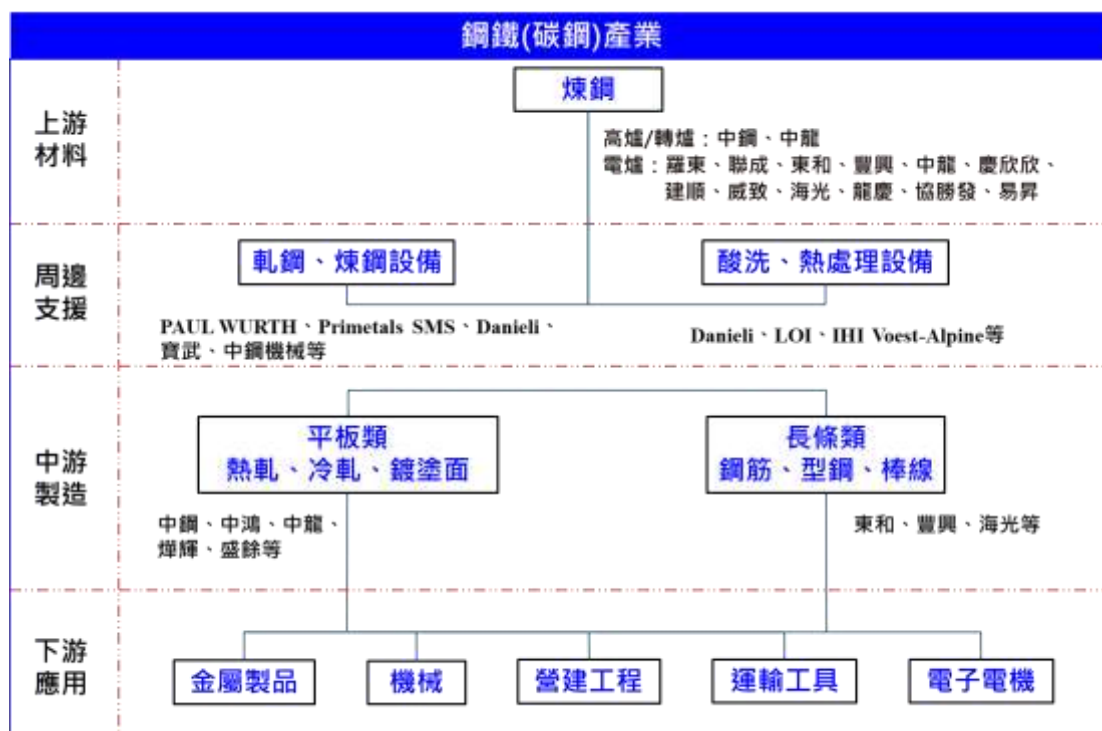 鋼鐵(碳鋼)產業
上游
材料
煉鋼
高爐/轉爐：中鋼、中龍
電爐：羅東、聯成、東和、豐興、中龍、慶欣欣、
建順、威致、海光、龍慶、協勝發、易昇
周邊
支援
軋鋼、煉鋼設備
酸洗、熱處理設備
PAUL WURTH、Primetals SMS、Danieli、
寶武、中鋼機械等
Danieli、LOI、IHI Voest-Alpine等
中游
製造
平板類
熱軋、冷軋、鍍塗面
長條類
鋼筋、型鋼、棒線
中鋼、中鴻、中龍、
燁輝、盛餘等
東和、豐興、海光等
下游
應用
金屬製品
機械
營建工程
運輸工具
電子電機